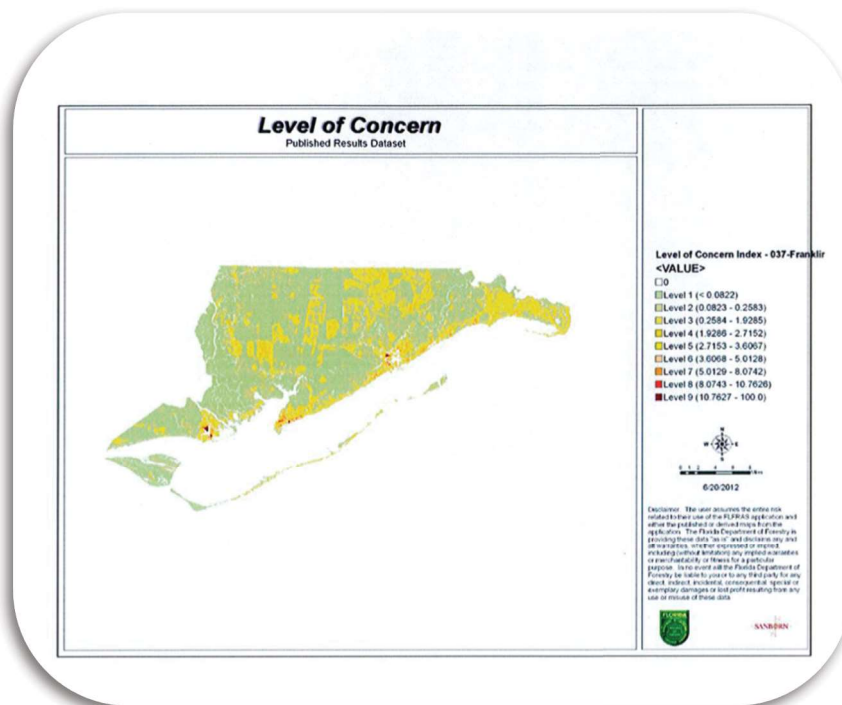 Level of Concern
Published Results Dataset
Level of Concern Index - 037-Franklin
<VALUE>
0
Level 1 (< 0.0822)
Level 2 (0.0823 - 0.2583)
Level 3 (0.2584 - 1.9285)
Level 4 (1.9286 - 2.7152)
Level 5 (2.7153 - 3.6067)
Level 6 (3.6068 - 5.0128)
Level 7 (5.0129 - 8.0742)
Level 8 (8.0743 - 10.7626)
Level 9 (10.7627 - 100.0)
N
W E
S
6/20/2012
Disclaimer: The user assumes the entire risk
related to their use of the FLFRAS application and
either the published or derived maps from the
application. The Florida Department of Forestry is
providing these data "as is" and disclaims any and
all warranties, whether expressed or implied,
including (without limitation) any implied warranties
or merchantability or fitness for a particular
purpose. In no event will the Florida Department of
Forestry be liable to you or to any third party for any
direct, indirect, incidental, consequential, special or
exemplary damages or lost profit resulting from any
use or misuse of these data.
FLORIDA
SANBORN